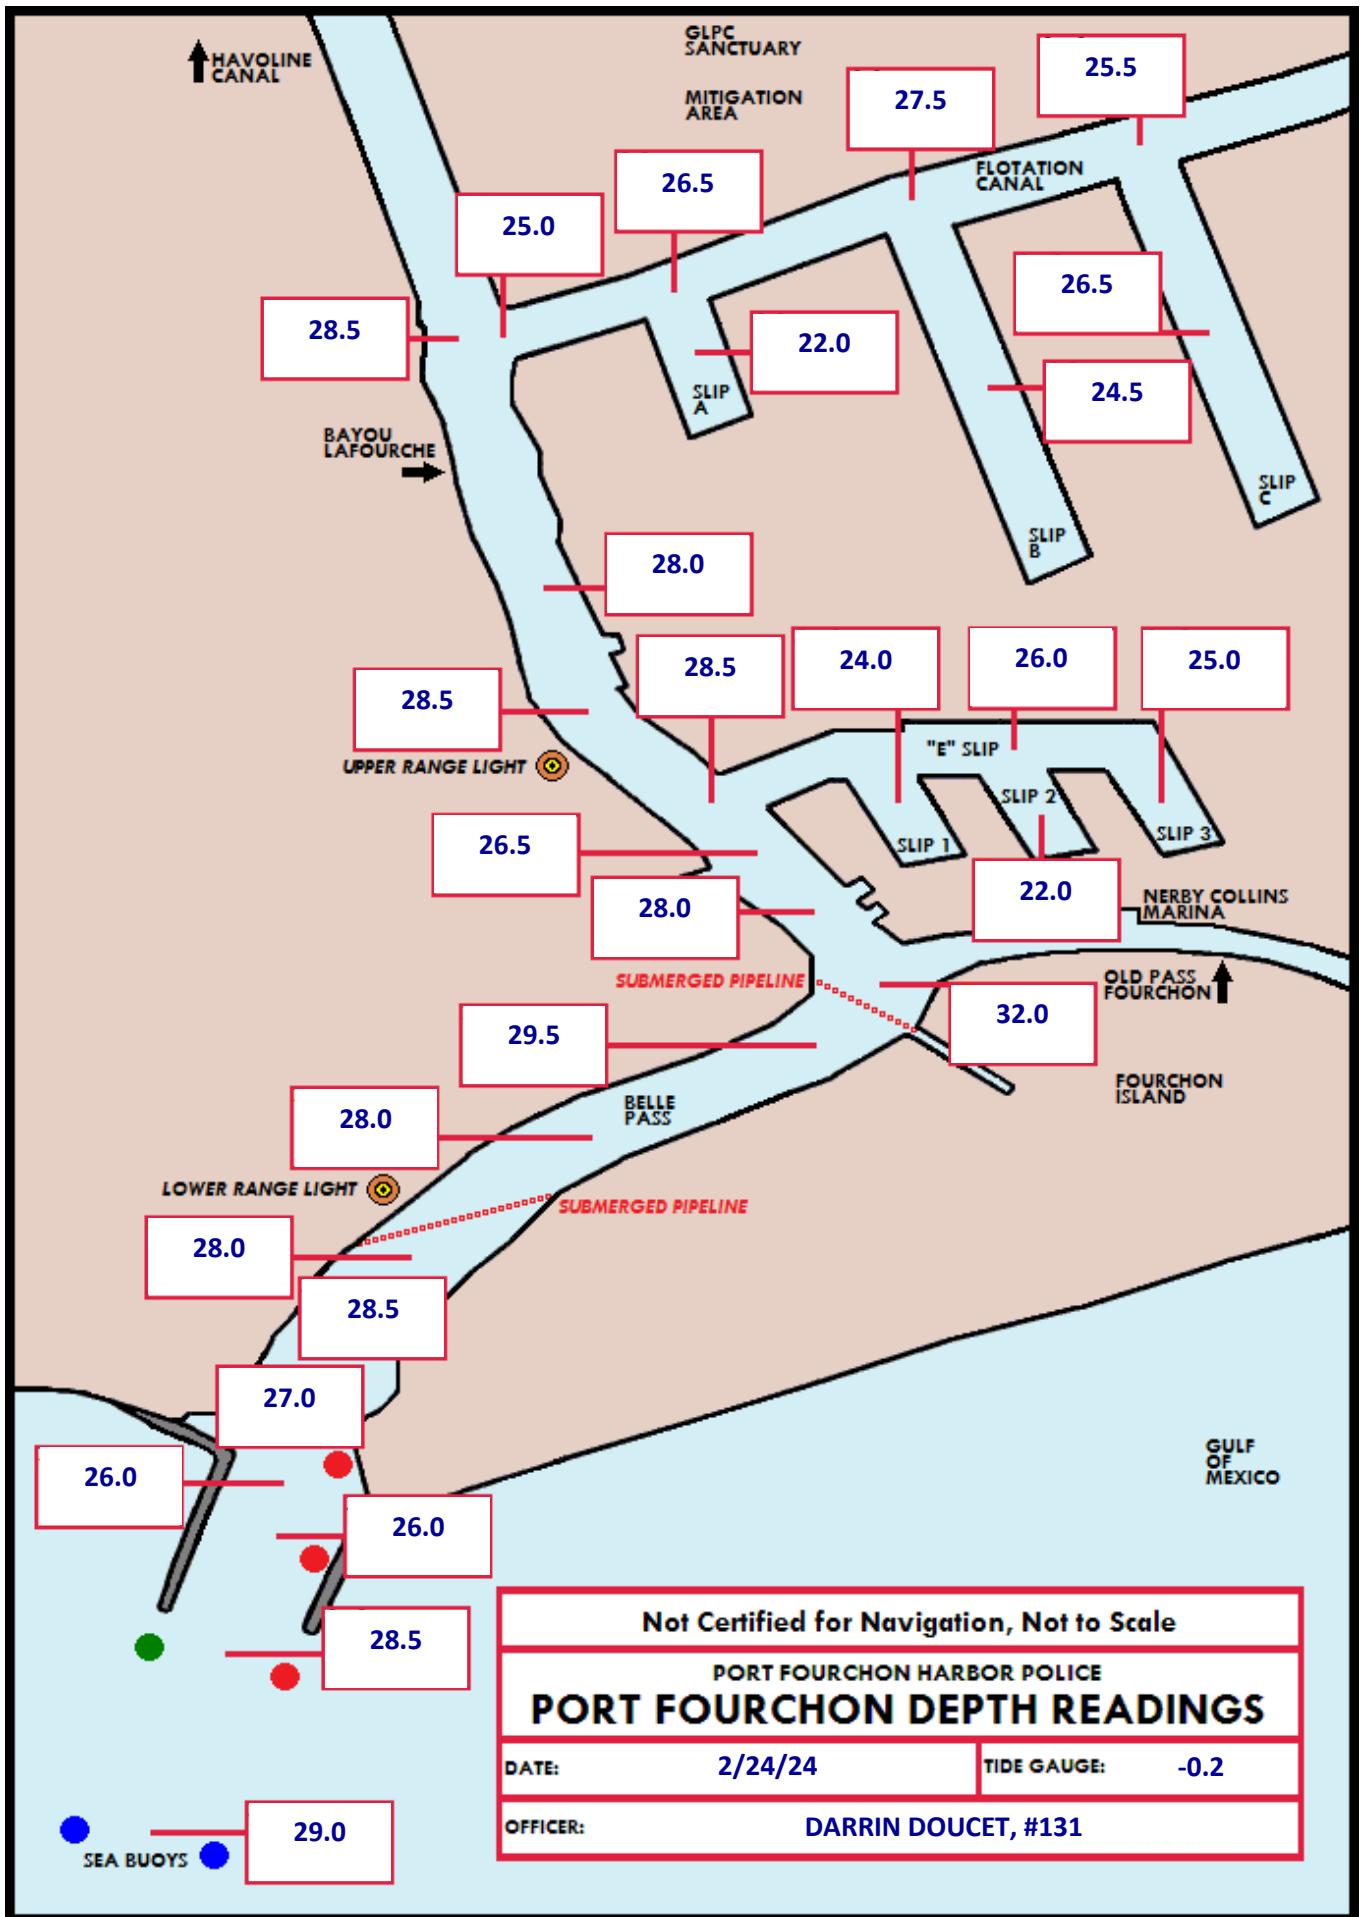 GLPC
SANCTUARY
HAVOLINE
CANAL
25.5
MITIGATION
AREA
27.5
FLOTATION
CANAL
26.5
25.0
26.5
28.5
22.0
SLIP
A
24.5
BAYOU
LAFOURCHE
SLIP
C
SLIP
B
28.0
28.5
24.0
26.0
25.0
28.5
"E" SLIP
UPPER RANGE LIGHT
SLIP 2
SLIP 1
SLIP 3
26.5
22.0
28.0
NERBY COLLINS
MARINA
SUBMERGED PIPELINE
OLD PASS
FOURCHON
32.0
29.5
FOURCHON
ISLAND
BELLE
PASS
28.0
LOWER RANGE LIGHT
SUBMERGED PIPELINE
28.0
28.5
27.0
GULF
OF
MEXICO
26.0
26.0
28.5
Not Certified for Navigation, Not to Scale
PORT FOURCHON HARBOR POLICE
PORT FOURCHON DEPTH READINGS
DATE: 2/24/24 TIDE GAUGE: -0.2
OFFICER: DARRIN DOUCET, #131
29.0
SEA BUOYS